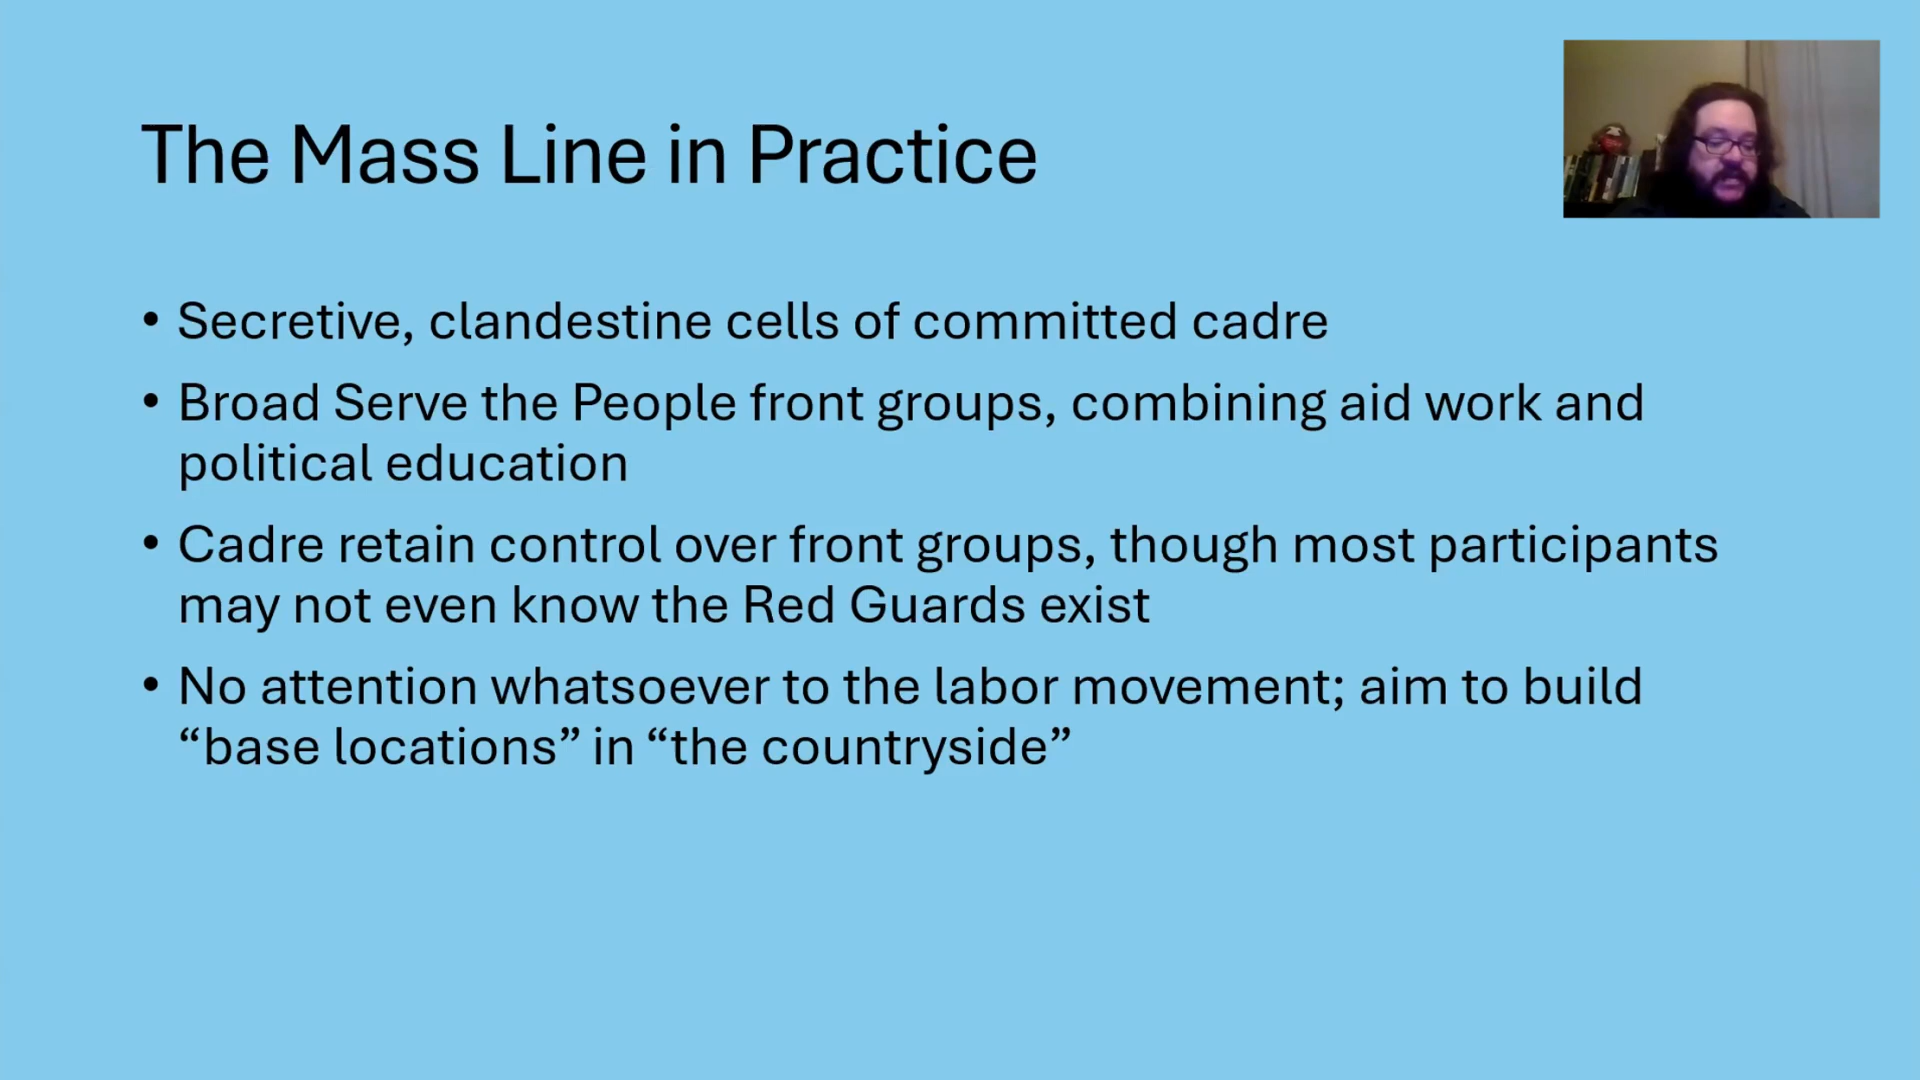 The Mass Line in Practice
• Secretive, clandestine cells of committed cadre
• Broad Serve the People front groups, combining aid work and
political education
• Cadre retain control over front groups, though most participants
may not even know the Red Guards exist
• No attention whatsoever to the labor movement; aim to build
“base locations” in “the countryside”